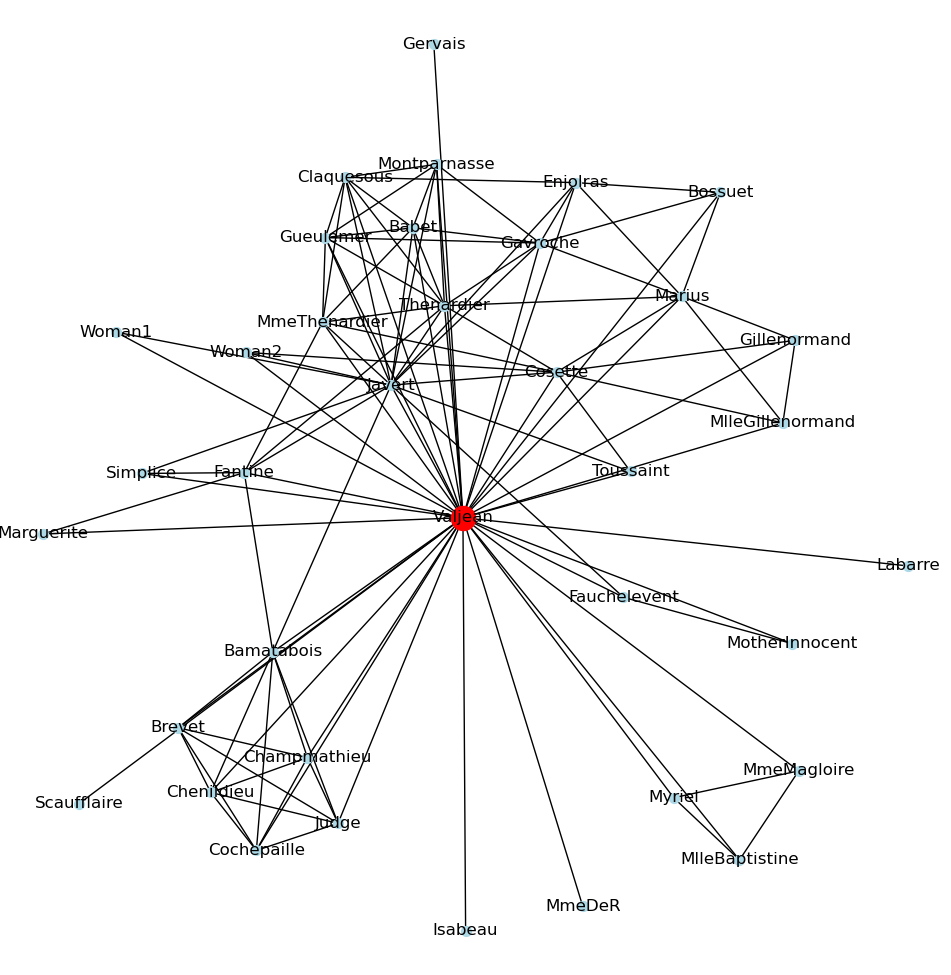 Gervais
Montparnasse
Claquesous
Enjolras
Bossuet
Babet
Gueulemer
Gavroche
Marius
Thenardier
MmeThenardier
Woman1
Gillenormand
Woman2
Cosette
Javert
MlleGillenormand
Toussaint
Simplice
Fantine
Valjean
Marguerite
Labarre
Fauchelevent
MotherInnocent
Bamatabois
Brevet
Champmathieu
MmeMagloire
Chenildieu
Myriel
Scaufflaire
Judge
Cochepaille
MlleBaptistine
MmeDeR
Isabeau